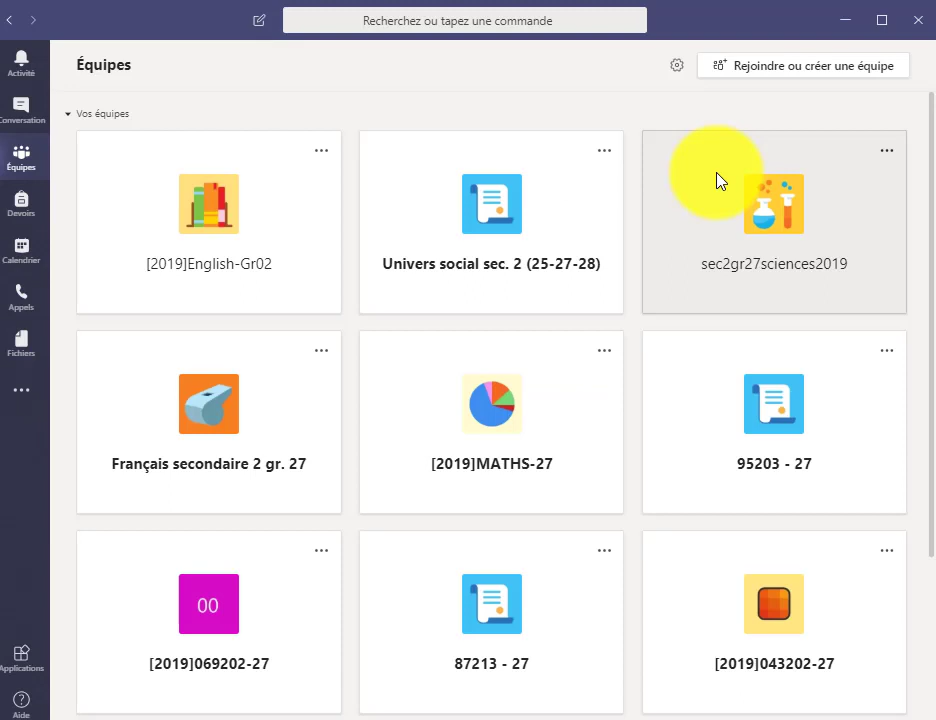 Recherchez ou tapez une commande
Activité
Conversation
Équipes
Devoirs
Calendrier
Appels
Fichiers
Applications
Aide
Équipes
Rejoindre ou créer une équipe
Vos équipes
[2019]English-Gr02
Univers social sec. 2 (25-27-28)
sec2gr27sciences2019
Français secondaire 2 gr. 27
[2019]MATHS-27
95203 - 27
00
[2019]069202-27
87213 - 27
[2019]043202-27